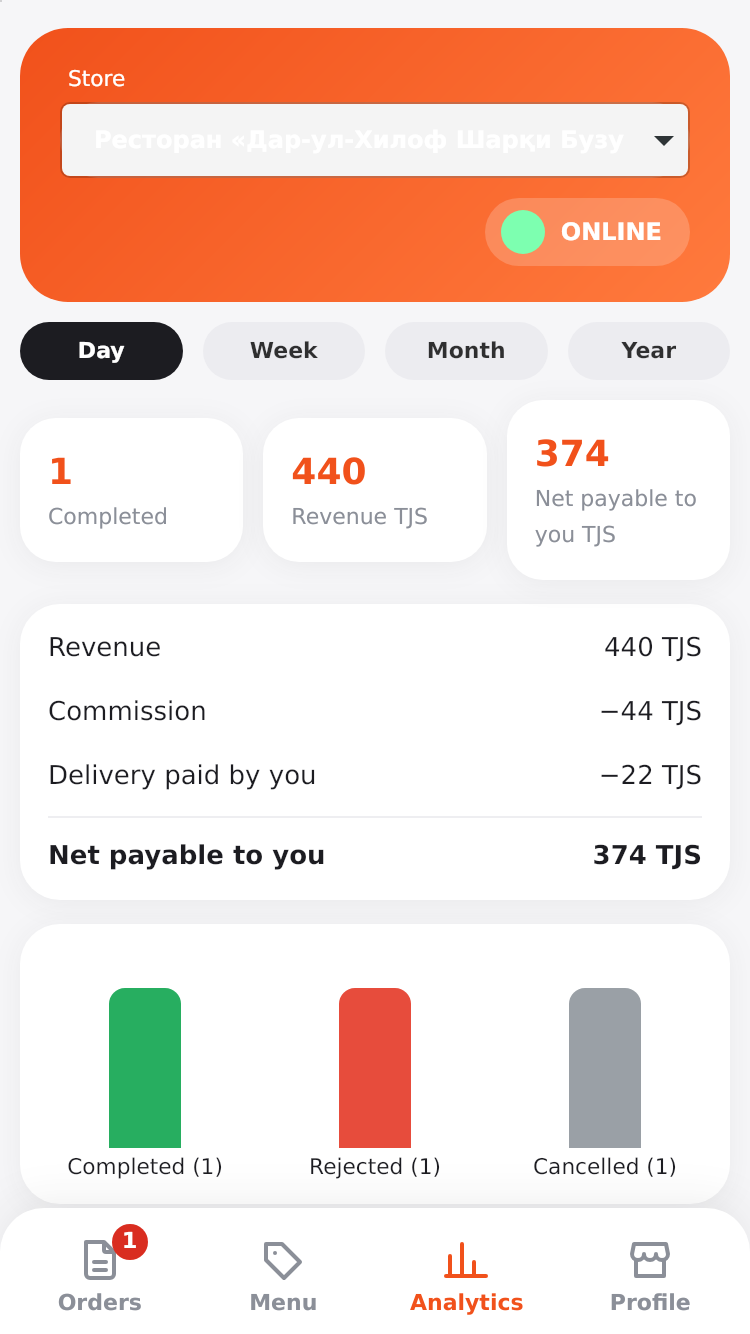 Store
Ресторан «Дар-ул-Хилоф Шарқи Бузу
ONLINE
Day Week Month Year
1
Completed
440
Revenue TJS
374
Net payable to
you TJS
Revenue 440 TJS
Commission −44 TJS
Delivery paid by you −22 TJS
Net payable to you 374 TJS
Completed (1) Rejected (1) Cancelled (1)
1
Orders Menu Analytics Profile